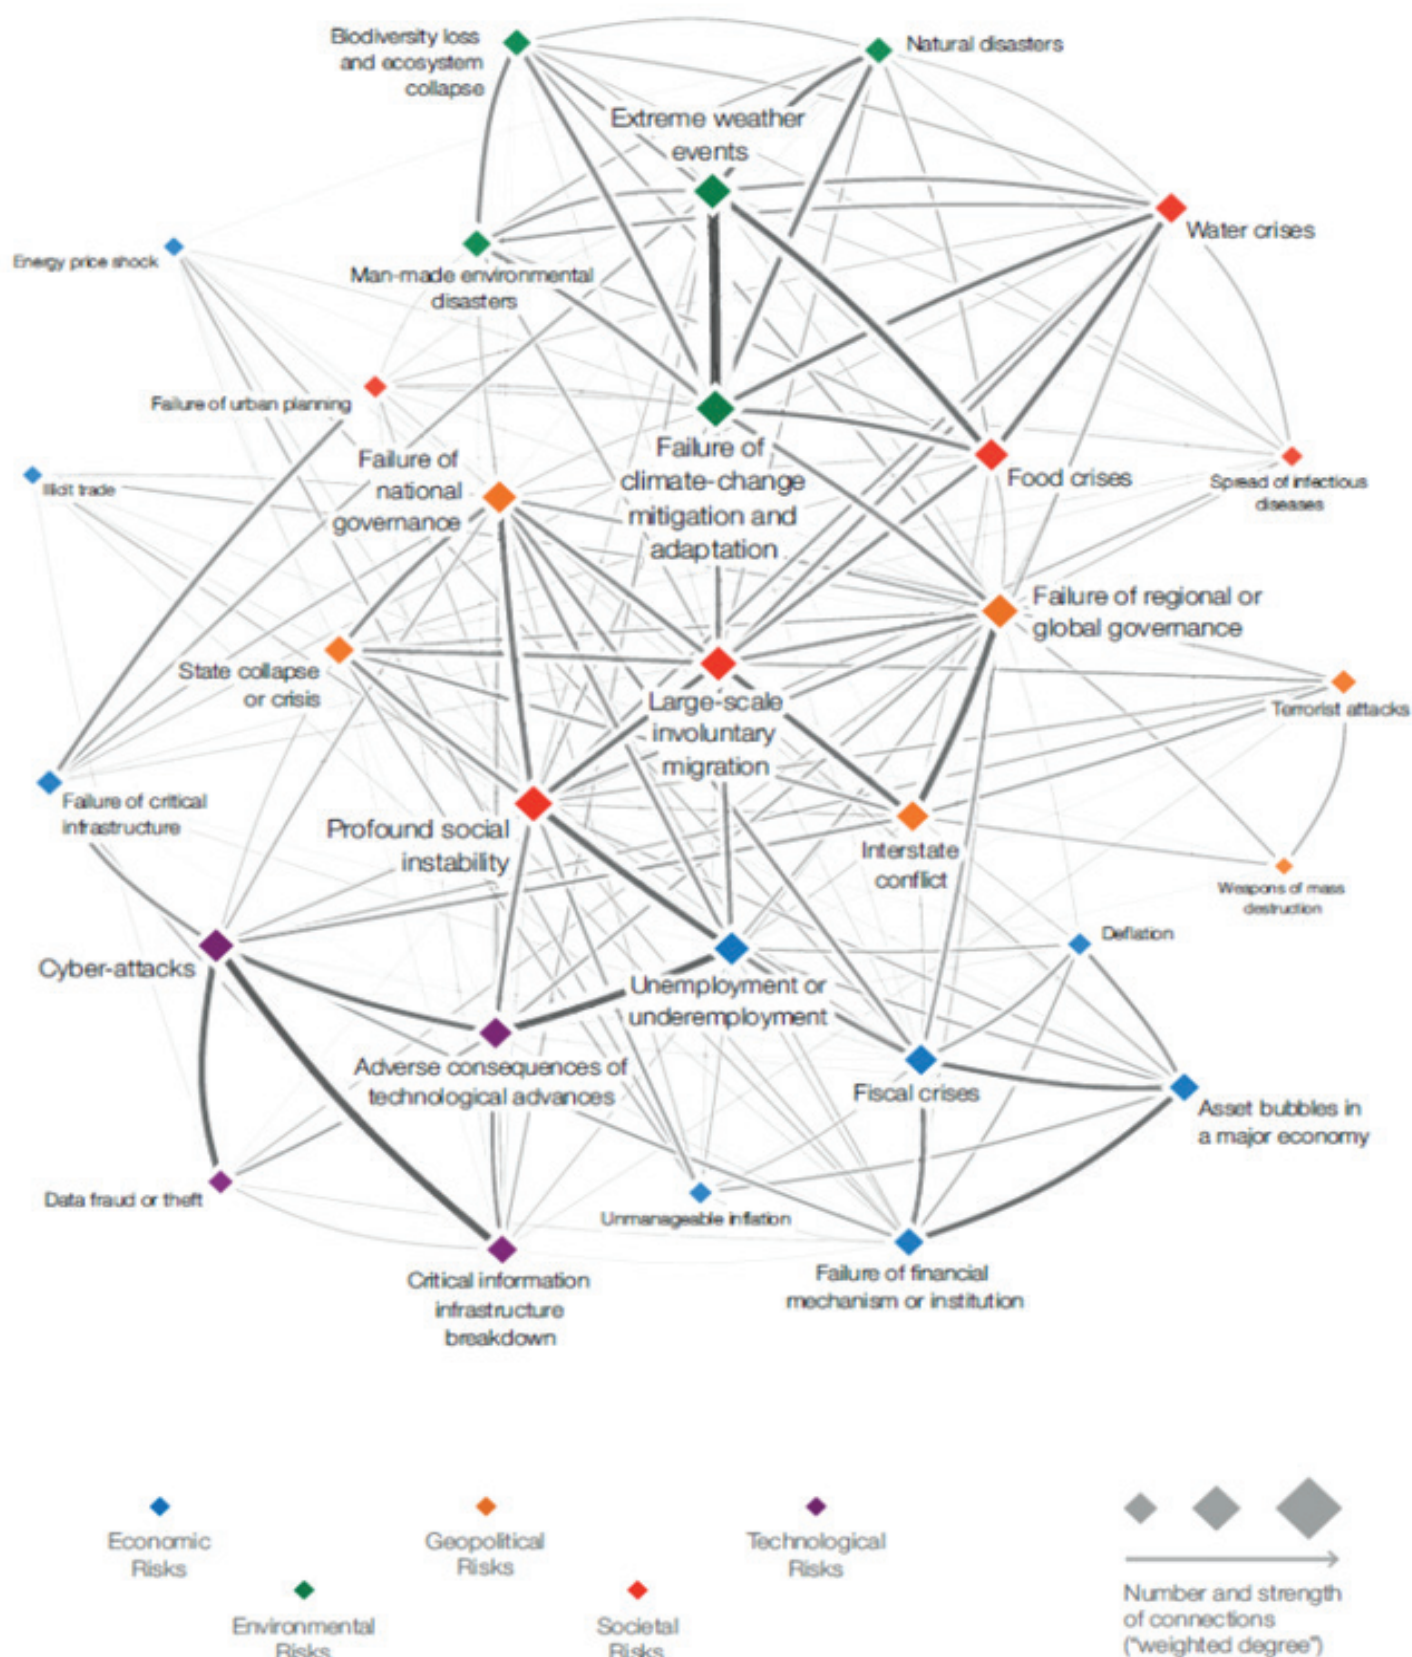 Biodiversity loss
and ecosystem
collapse
Natural disasters
Extreme weather
events
Water crises
Energy price shock
Man-made environmental
disasters
Failure of urban planning
Failure of
national
governance
Failure of
climate-change
mitigation and
adaptation
Food crises
Spread of infectious
diseases
Illicit trade
Failure of regional or
global governance
State collapse
or crisis
Large-scale
involuntary
migration
Terrorist attacks
Failure of critical
infrastructure
Profound social
instability
Interstate
conflict
Weapons of mass
destruction
Deflation
Cyber-attacks
Unemployment or
underemployment
Adverse consequences of
technological advances
Fiscal crises
Asset bubbles in
a major economy
Data fraud or theft
Unmanageable inflation
Critical information
infrastructure
breakdown
Failure of financial
mechanism or institution
Economic
Risks
Geopolitical
Risks
Technological
Risks
Environmental
Risks
Societal
Risks
Number and strength
of connections
("weighted degree")